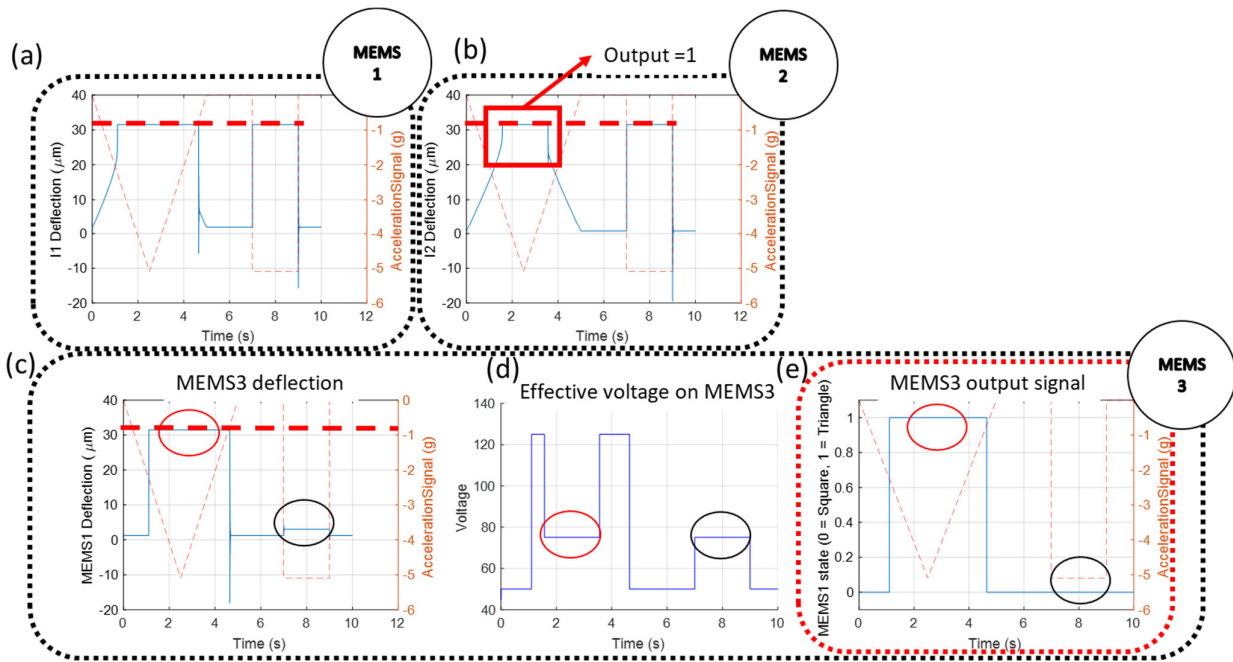 (a)
MEMS
1
(b)
Output =1
MEMS
2
40
30
20
10
0
-10
-20
I1 Deflection (μm)
0 2 4 6 8 10 12
Time (s)
-1
-2
-3
-4
-5
-6
AccelerationSignal (g)
40
30
20
10
0
-10
-20
I2 Deflection (μm)
0 2 4 6 8 10 12
Time (s)
-1
-2
-3
-4
-5
-6
AccelerationSignal (g)
(c)
MEMS3 deflection
40
30
20
10
0
-10
-20
MEMS1 Deflection (μm)
0 2 4 6 8 10 12
Time (s)
0
-1
-2
-3
-4
-5
-6
AccelerationSignal (g)
(d)
Effective voltage on MEMS3
140
120
100
80
60
40
Voltage
0 2 4 6 8 10
Time (s)
(e)
MEMS3 output signal
MEMS
3
1
0.8
0.6
0.4
0.2
0
MEMS1 state (0 = Square, 1 = Triangle)
0 2 4 6 8 10
Time (s)
-1
-2
-3
-4
-5
-6
AccelerationSignal (g)